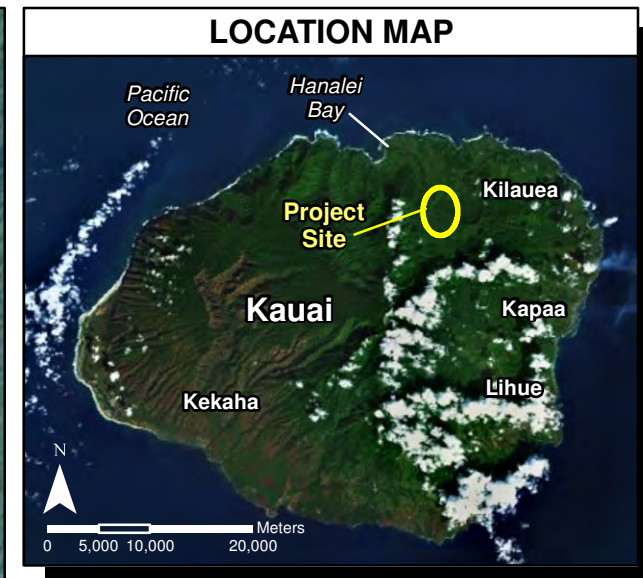 LOCATION MAP
Pacific
Ocean
Hanalei
Bay
Kilauea
Project
Site
Kauai
Kapaa
Lihue
Kekaha
N
Meters
0 5,000 10,000 20,000